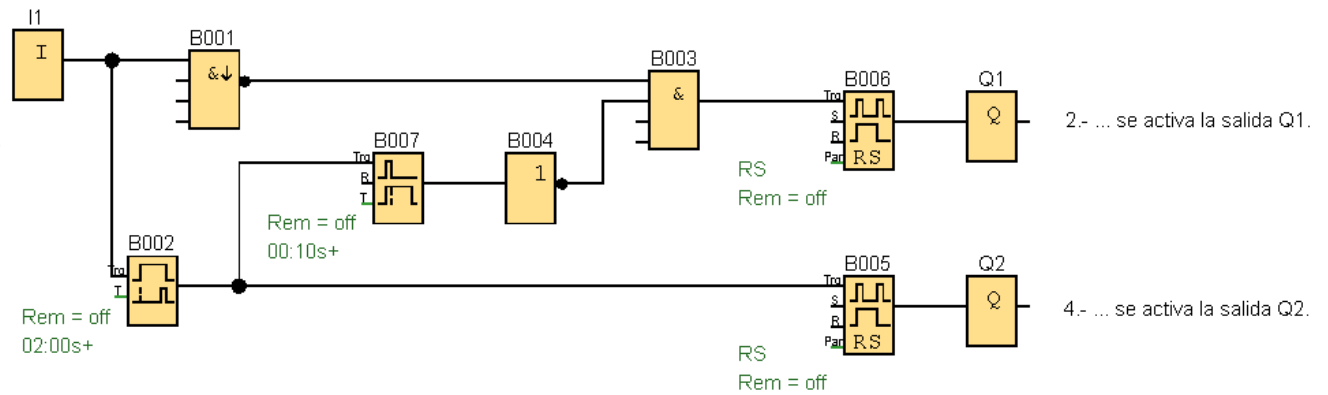 I1
I
B001
&↓
B003
&
B006
Trg
S
R
Par
RS
Q1
Q
2.- ... se activa la salida Q1.
RS
Rem = off
B007
Trg
R
T
B004
1
Rem = off
00:10s+
B002
Trg
T
Rem = off
02:00s+
B005
Trg
S
R
Par
RS
Q2
Q
4.- ... se activa la salida Q2.
RS
Rem = off